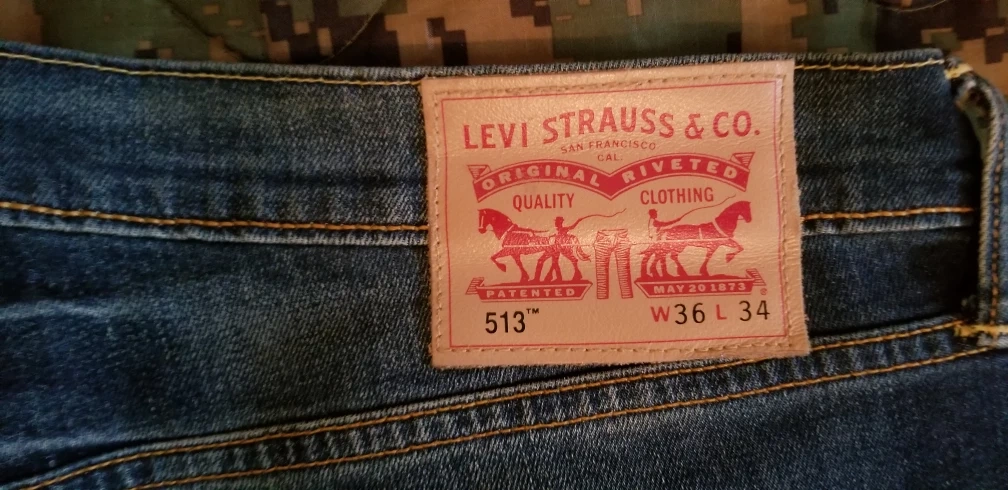 LEVI STRAUSS & CO.
SAN FRANCISCO
CAL.
ORIGINAL RIVETED
QUALITY CLOTHING
PATENTED MAY 20 1873 ®
513™ W36 L 34